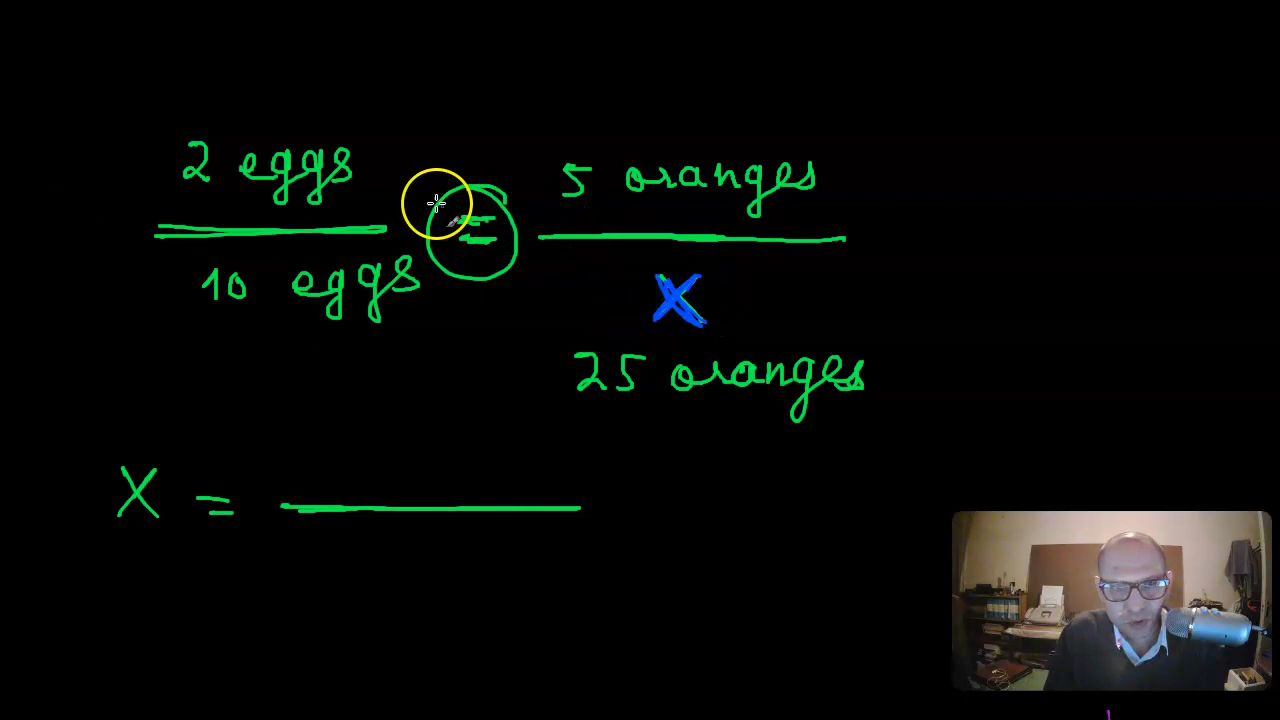 2 eggs = 5 oranges
10 eggs X
25 oranges
X =